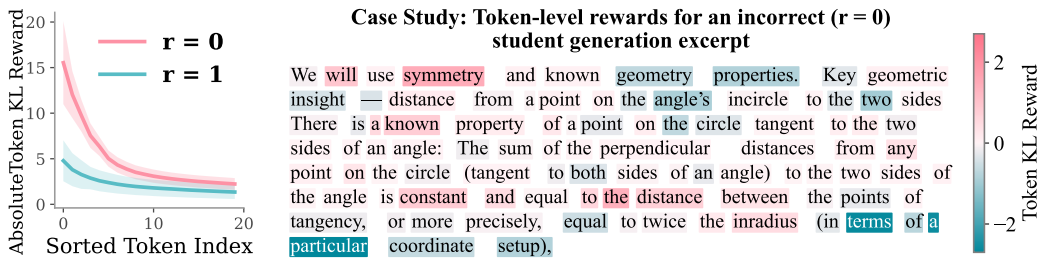 Absolute Token KL Reward
20
15
10
5
0
r = 0
r = 1
0
10
20
Sorted Token Index
Case Study: Token-level rewards for an incorrect (r = 0)
student generation excerpt
We will use symmetry and known geometry properties. Key geometric
insight — distance from a point on the angle's incircle to the two sides
There is a known property of a point on the circle tangent to the two
sides of an angle: The sum of the perpendicular distances from any
point on the circle (tangent to both sides of an angle) to the two sides of
the angle is constant and equal to the distance between the points of
tangency, or more precisely, equal to twice the inradius (in terms of a
particular coordinate setup),
2
0
−2
Token KL Reward